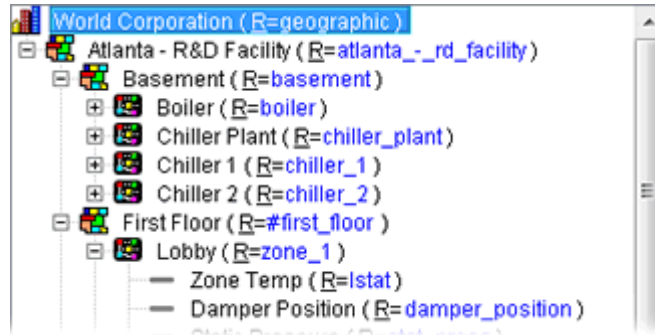 World Corporation ( R=geographic )
Atlanta - R&D Facility ( R=atlanta_-_rd_facility)
Basement ( R=basement )
Boiler ( R=boiler )
Chiller Plant ( R=chiller_plant )
Chiller 1 ( R=chiller_1 )
Chiller 2 ( R=chiller_2 )
First Floor ( R=#first_floor )
Lobby ( R=zone_1 )
Zone Temp ( R=lstat)
Damper Position ( R=damper_position )